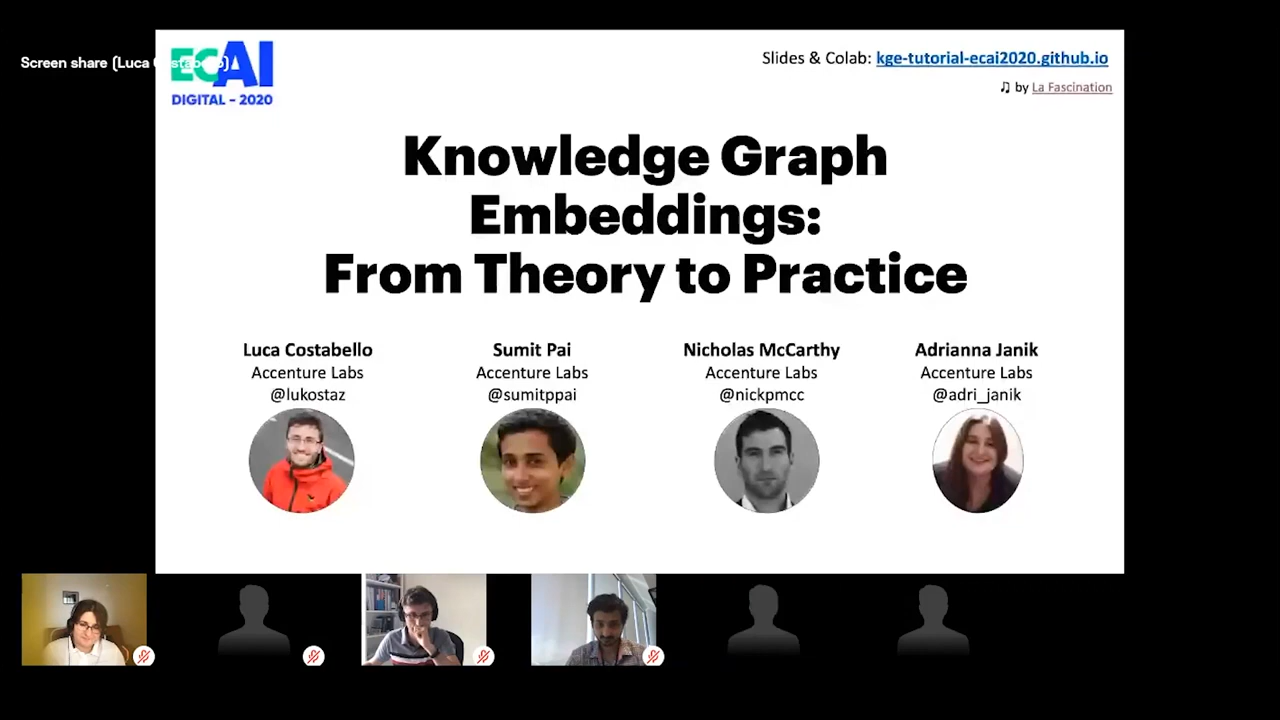 Screen share (Luca Costabello)
ECAI
DIGITAL - 2020
Slides & Colab: kge-tutorial-ecai2020.github.io
♫ by La Fascination
Knowledge Graph
Embeddings:
From Theory to Practice
Luca Costabello
Accenture Labs
@lukostaz
Sumit Pai
Accenture Labs
@sumitppai
Nicholas McCarthy
Accenture Labs
@nickpmcc
Adrianna Janik
Accenture Labs
@adri_janik